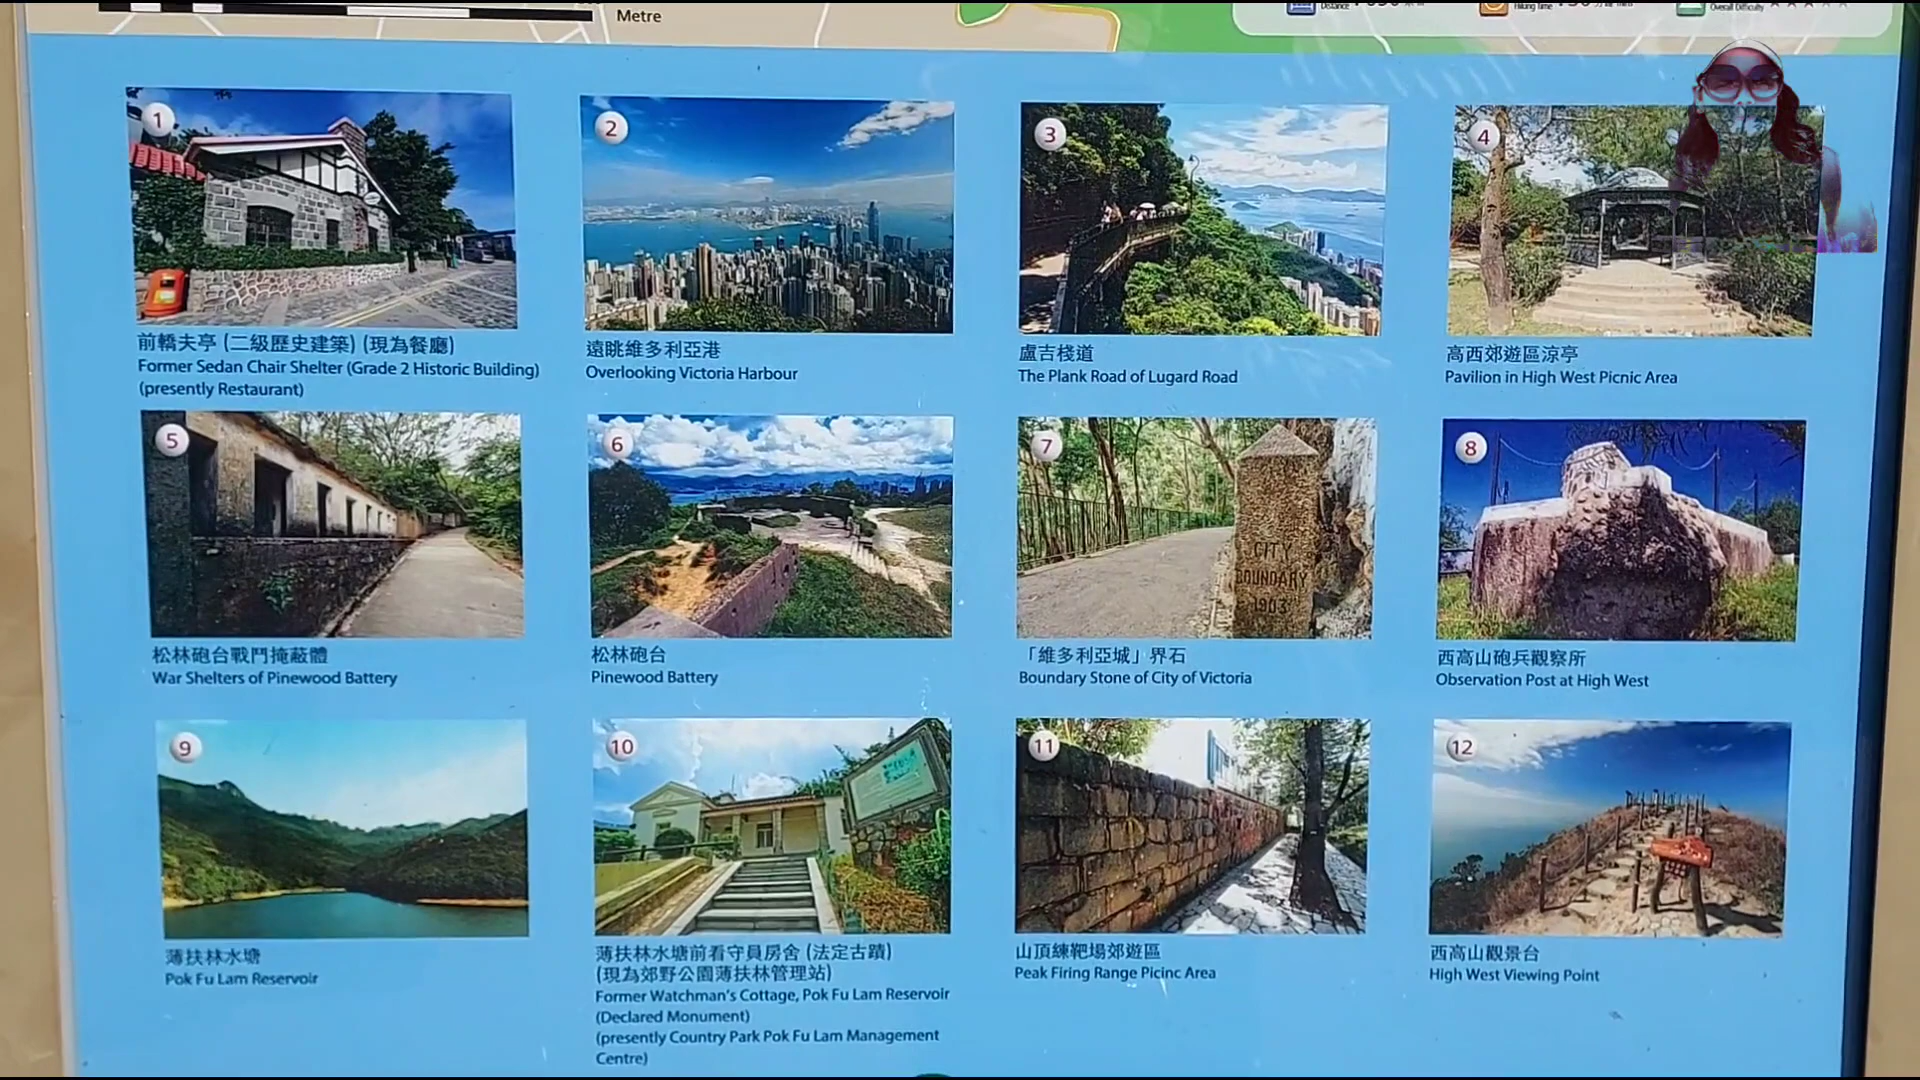 Metre
Distance
Hiking Time
Overall Difficulty
1
前轎夫亭 (二級歷史建築) (現為餐廳)
Former Sedan Chair Shelter (Grade 2 Historic Building)
(presently Restaurant)
2
遠眺維多利亞港
Overlooking Victoria Harbour
3
盧吉棧道
The Plank Road of Lugard Road
4
高西郊遊區涼亭
Pavilion in High West Picnic Area
5
松林砲台戰鬥掩蔽體
War Shelters of Pinewood Battery
6
松林砲台
Pinewood Battery
7
CITY
BOUNDARY
1903
「維多利亞城」界石
Boundary Stone of City of Victoria
8
西高山砲兵觀察所
Observation Post at High West
9
薄扶林水塘
Pok Fu Lam Reservoir
10
薄扶林水塘前看守員房舍 (法定古蹟)
(現為郊野公園薄扶林管理站)
Former Watchman's Cottage, Pok Fu Lam Reservoir
(Declared Monument)
(presently Country Park Pok Fu Lam Management
Centre)
11
山頂練靶場郊遊區
Peak Firing Range Picinc Area
12
西高山觀景台
High West Viewing Point